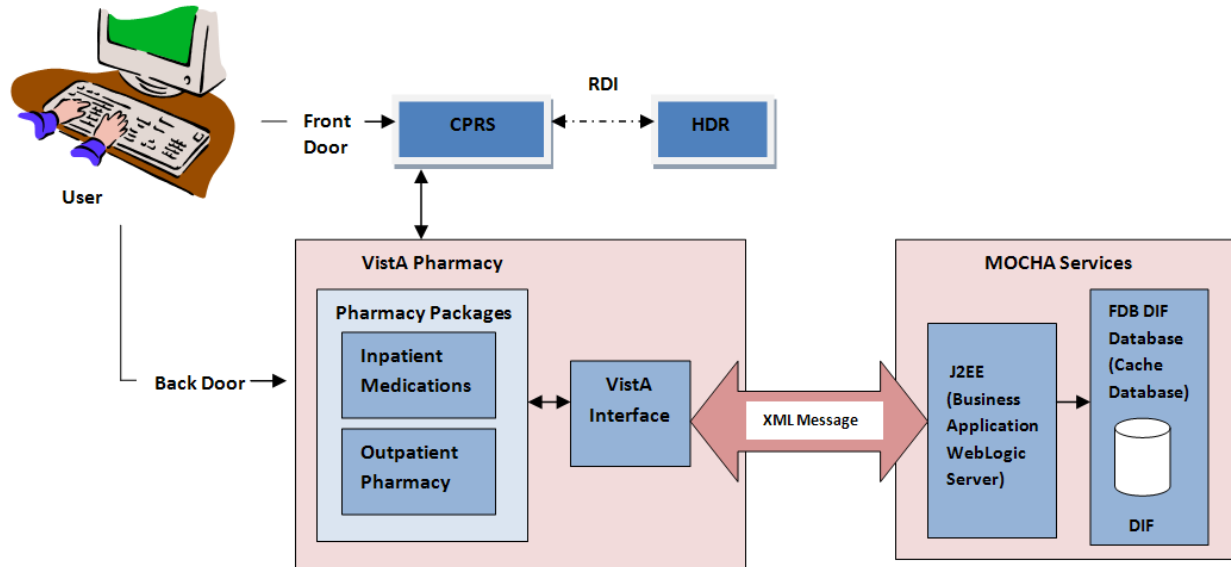 RDI
Front
Door
CPRS
HDR
User
VistA Pharmacy
MOCHA Services
Pharmacy Packages
Inpatient
Medications
Outpatient
Pharmacy
Back Door
VistA
Interface
XML Message
J2EE
(Business
Application
WebLogic
Server)
FDB DIF
Database
(Cache
Database)
DIF